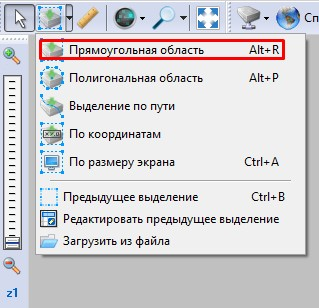 Сп
Прямоугольная область Alt+R
Полигональная область Alt+P
Выделение по пути
По координатам
По размеру экрана Ctrl+A
Предыдущее выделение Ctrl+B
Редактировать предыдущее выделение
Загрузить из файла
z1